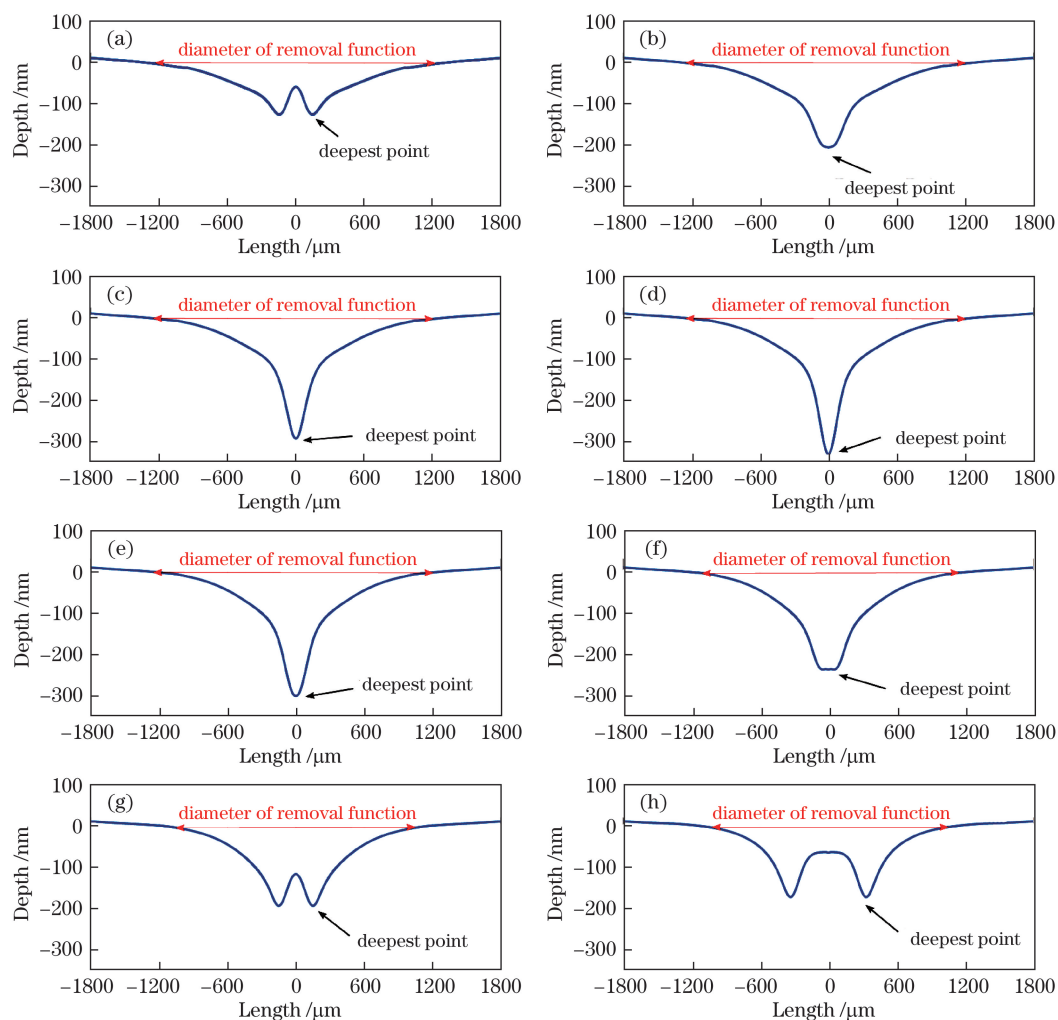 100
(a)
diameter of removal function
0
−100
−200
−300
deepest point
Depth /nm
−1800 −1200 −600 0 600 1200 1800
Length /μm
100
(b)
diameter of removal function
0
−100
−200
−300
deepest point
Depth /nm
−1800 −1200 −600 0 600 1200 1800
Length /μm
100
(c)
diameter of removal function
0
−100
−200
−300
deepest point
Depth /nm
−1800 −1200 −600 0 600 1200 1800
Length /μm
100
(d)
diameter of removal function
0
−100
−200
−300
deepest point
Depth /nm
−1800 −1200 −600 0 600 1200 1800
Length /μm
100
(e)
diameter of removal function
0
−100
−200
−300
deepest point
Depth /nm
−1800 −1200 −600 0 600 1200 1800
Length /μm
100
(f)
diameter of removal function
0
−100
−200
−300
deepest point
Depth /nm
−1800 −1200 −600 0 600 1200 1800
Length /μm
100
(g)
diameter of removal function
0
−100
−200
−300
deepest point
Depth /nm
−1800 −1200 −600 0 600 1200 1800
Length /μm
100
(h)
diameter of removal function
0
−100
−200
−300
deepest point
Depth /nm
−1800 −1200 −600 0 600 1200 1800
Length /μm